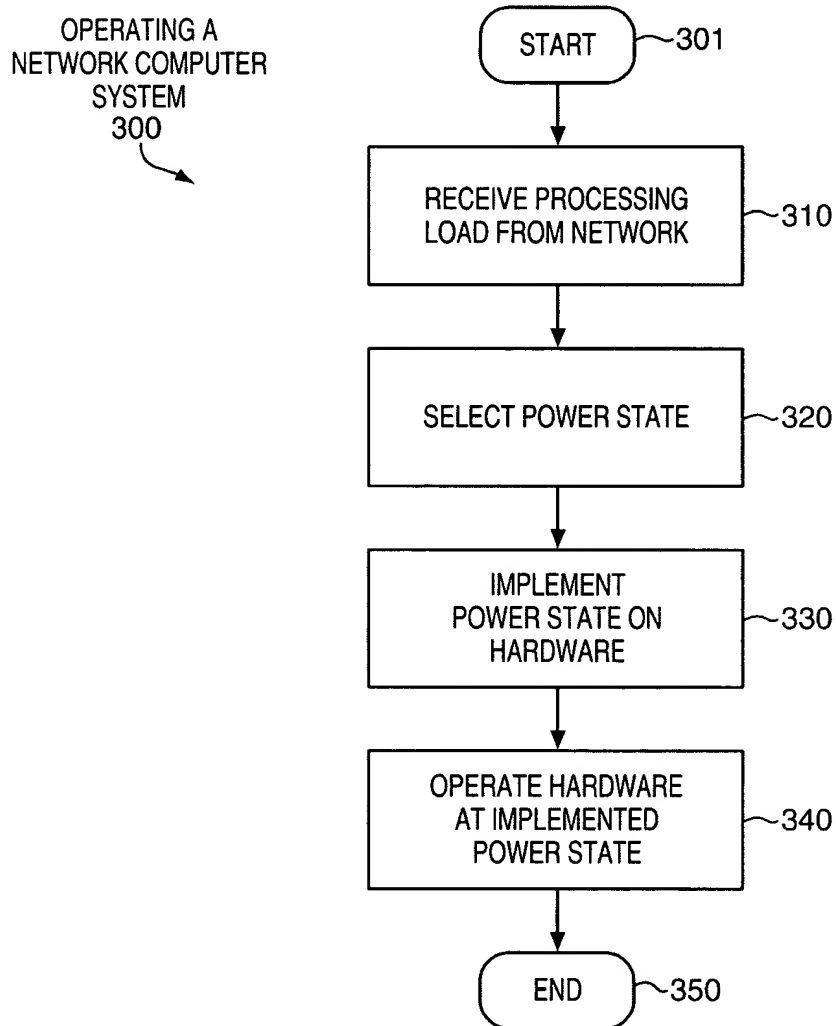 OPERATING A
NETWORK COMPUTER
SYSTEM
300
START
301
RECEIVE PROCESSING
LOAD FROM NETWORK
310
SELECT POWER STATE
320
IMPLEMENT
POWER STATE ON
HARDWARE
330
OPERATE HARDWARE
AT IMPLEMENTED
POWER STATE
340
END
350